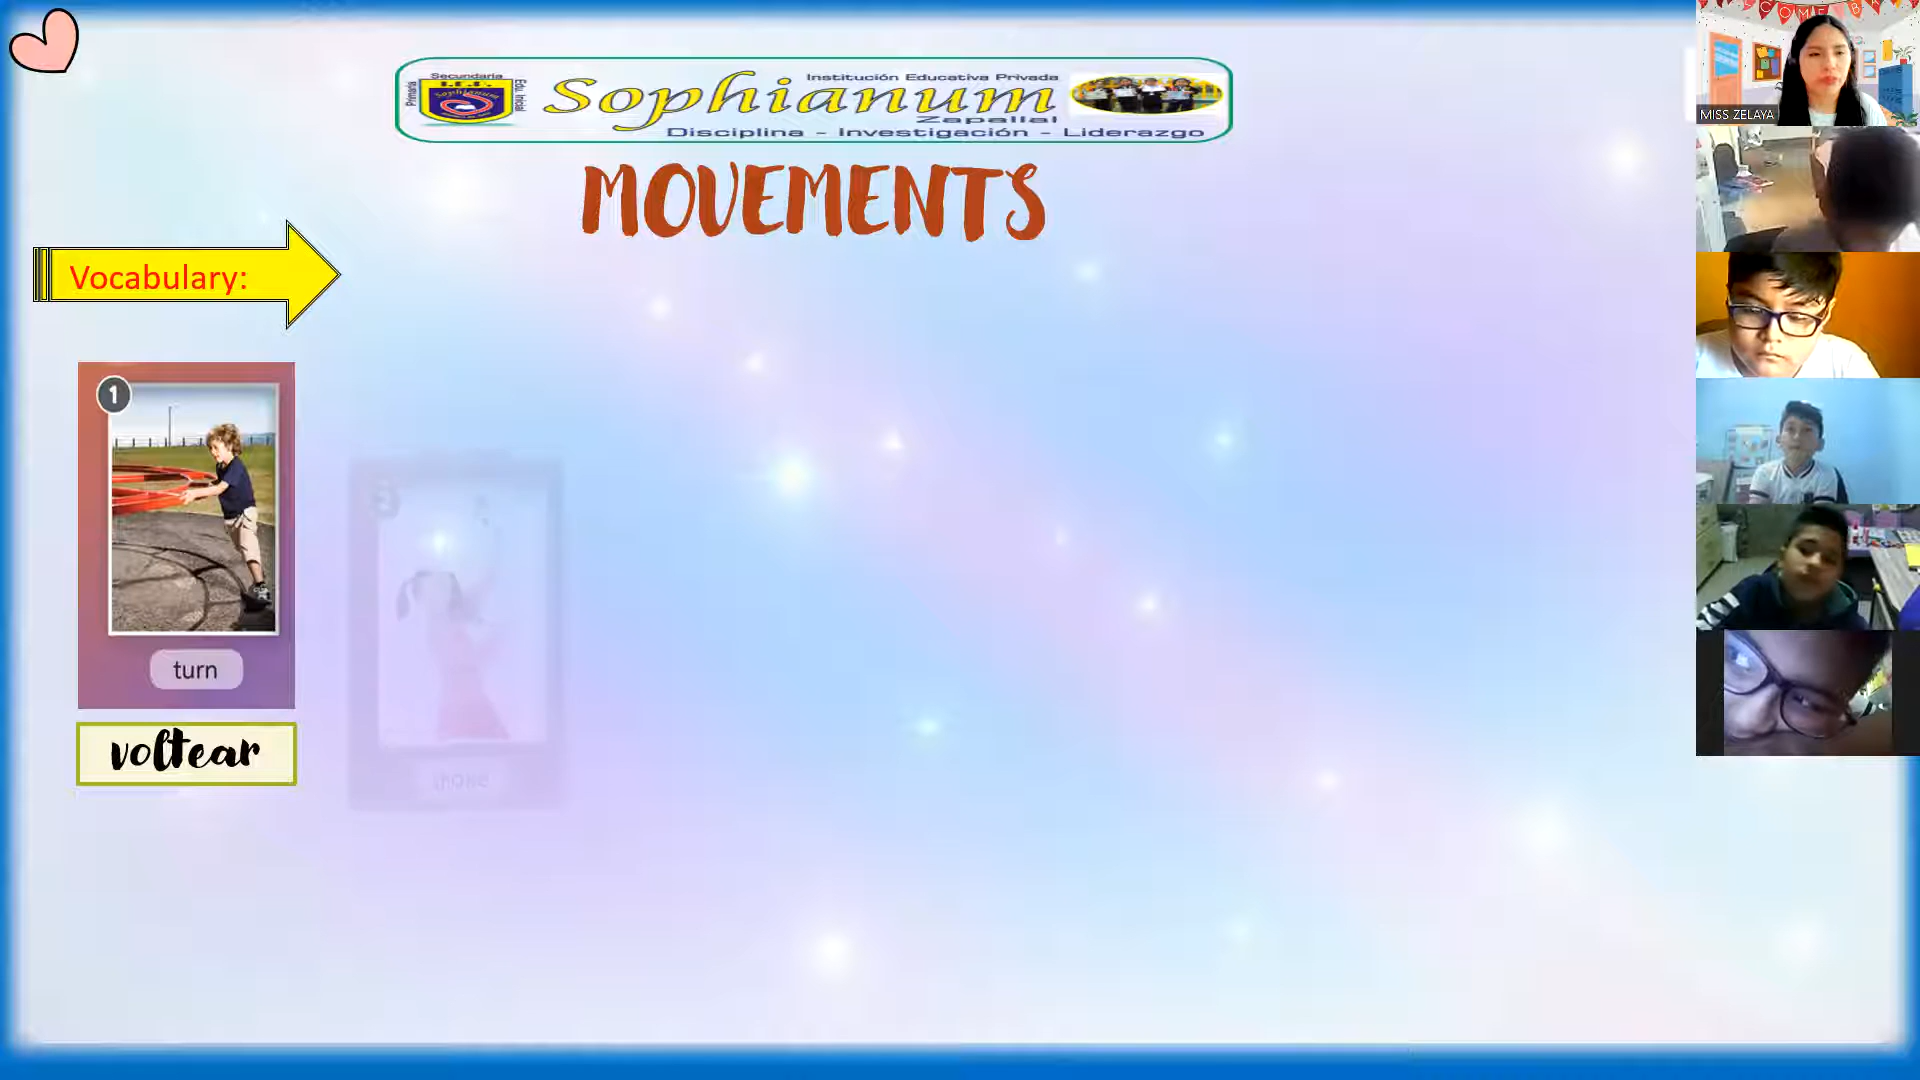 Secundaria
I.E.P.
Sophianum
Primaria
Edu. Inicial
Institución Educativa Privada
Sophianum
Zapallal
Disciplina - Investigación - Liderazgo
MOVEMENTS
Vocabulary:
1
turn
voltear
MISS ZELAYA